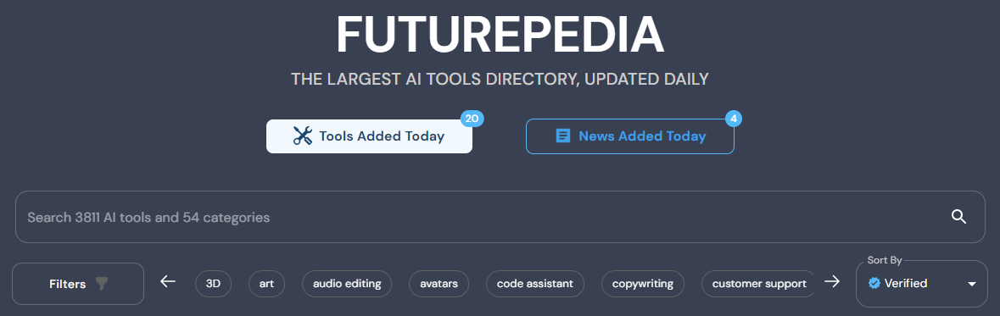 FUTUREPEDIA
THE LARGEST AI TOOLS DIRECTORY, UPDATED DAILY
Tools Added Today 20
News Added Today 4
Search 3811 AI tools and 54 categories
Filters
3D
art
audio editing
avatars
code assistant
copywriting
customer support
Sort By
Verified